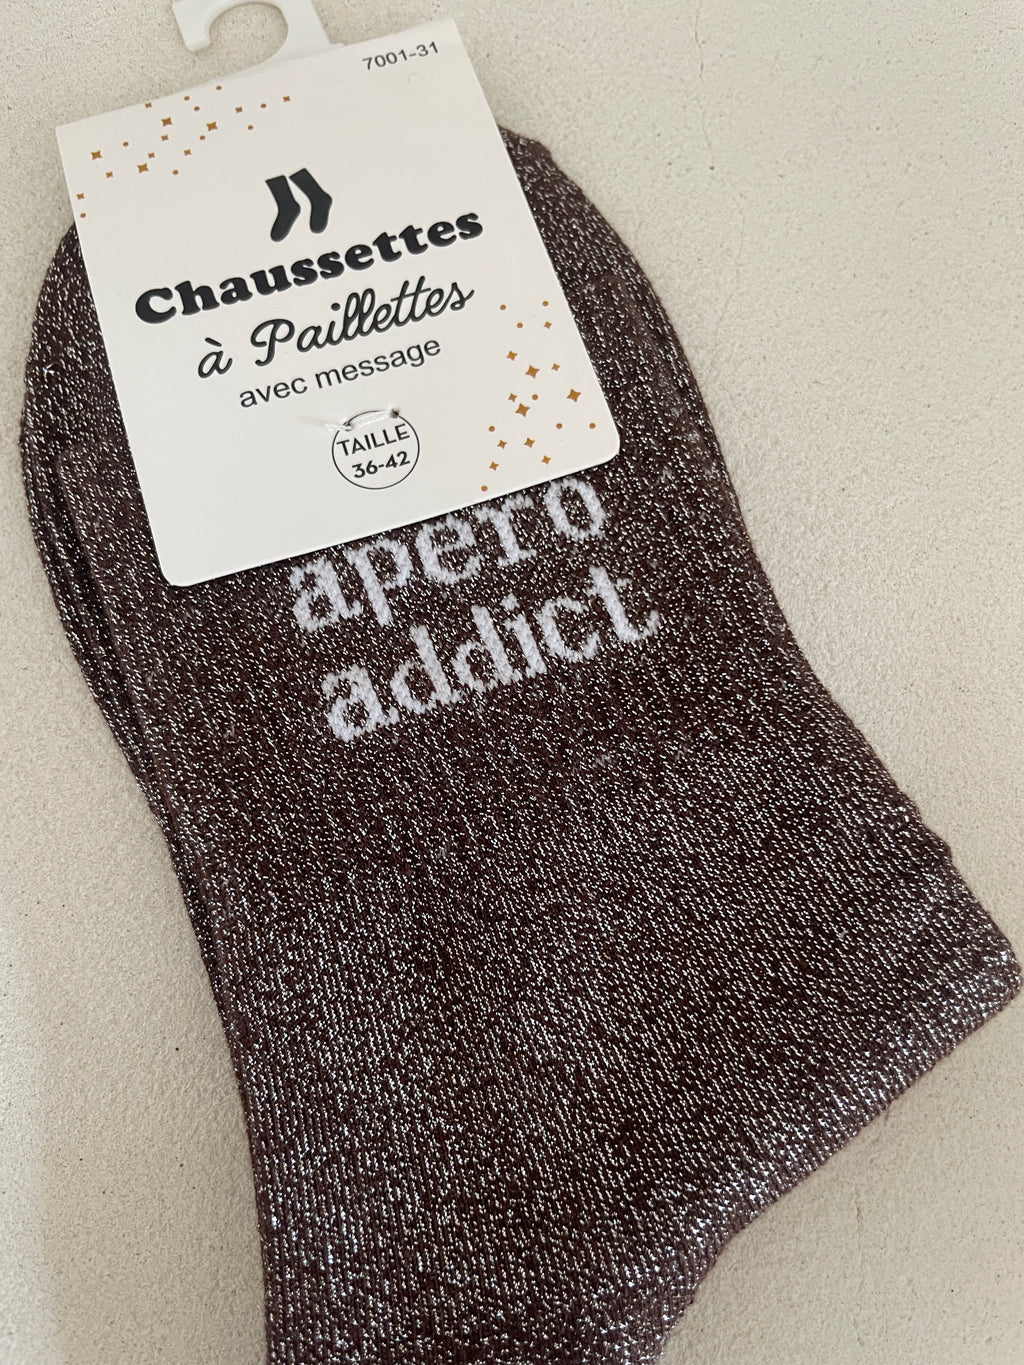 7001-31
Chaussettes
à Paillettes
avec message
TAILLE
36-42
apero
addict